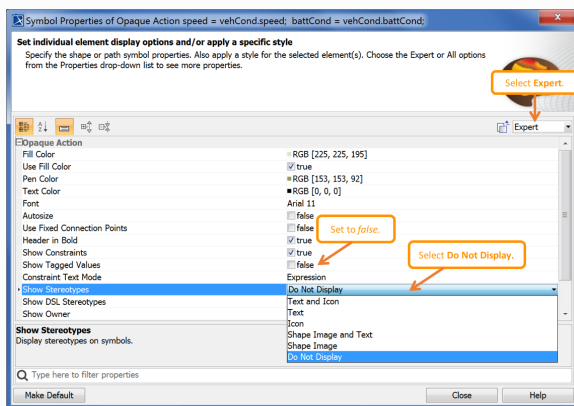 Symbol Properties of Opaque Action speed = vehCond.speed; battCond = vehCond.battCond;
Set individual element display options and/or apply a specific style
Specify the shape or path symbol properties. Also apply a style for the selected element(s). Choose the Expert or All options
from the Properties drop-down list to see more properties.
Select Expert.
Expert
Opaque Action
Fill Color RGB [225, 225, 195]
Use Fill Color true
Pen Color RGB [153, 153, 92]
Text Color RGB [0, 0, 0]
Font Arial 11
Autosize false
Use Fixed Connection Points false
Set to false.
Header in Bold true
Show Constraints true
Select Do Not Display.
Show Tagged Values false
Constraint Text Mode Expression
Show Stereotypes Do Not Display
Show DSL Stereotypes
Show Owner
Text and Icon
Text
Icon
Shape Image and Text
Shape Image
Do Not Display
Show Stereotypes
Display stereotypes on symbols.
Type here to filter properties
Make Default Close Help